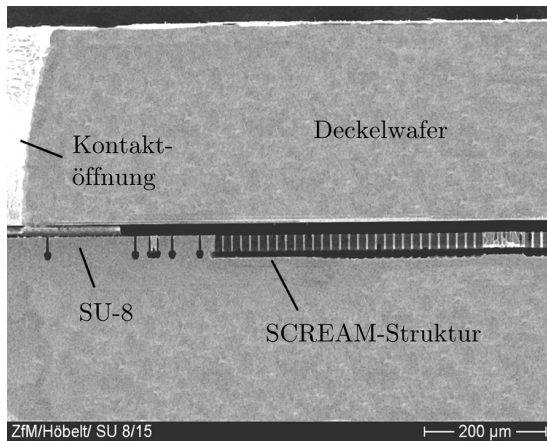 Deckelwafer
Kontakt-
öffnung
SU-8
SCREAM-Struktur
ZfM/Höbelt/ SU 8/15
200 µm